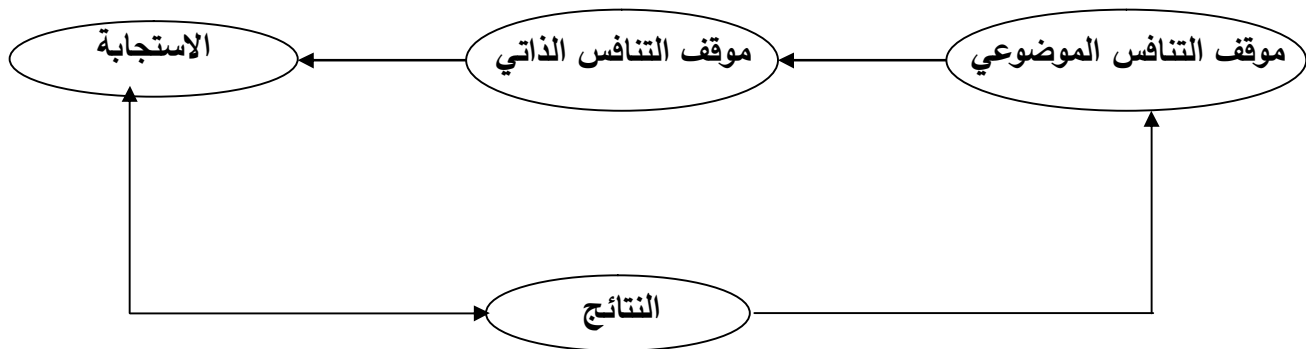 موقف التنافس الموضوعي
موقف التنافس الذاتي
الاستجابة
النتائج